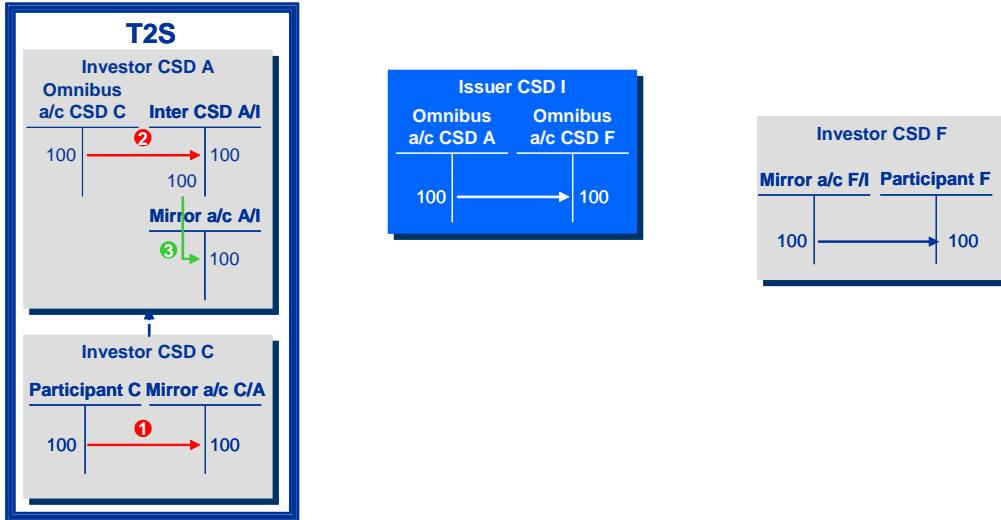 T2S
Investor CSD A
Omnibus
a/c CSD C Inter CSD A/I
2
100 100
100
Mirror a/c A/I
3
100
Investor CSD C
Participant C Mirror a/c C/A
1
100 100
Issuer CSD I
Omnibus Omnibus
a/c CSD A a/c CSD F
100 100
Investor CSD F
Mirror a/c F/I Participant F
100 100